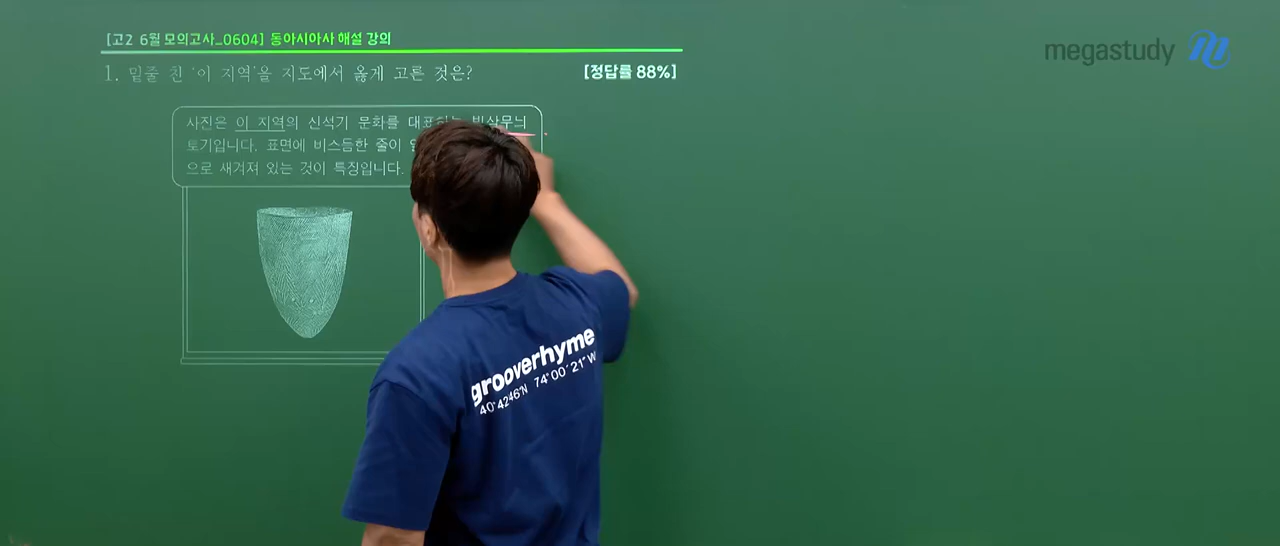 [고2 6월 모의고사_0604] 동아시아사 해설 강의
megastudy
1. 밑줄 친 '이 지역'을 지도에서 옳게 고른 것은?
[정답률 88%]
사진은 이 지역의 신석기 문화를 대표하는 빗살무늬
토기입니다. 표면에 비스듬한 줄이
으로 새겨져 있는 것이 특징입니다.
grooverhyme
40°42'46"N 74°00'21"W